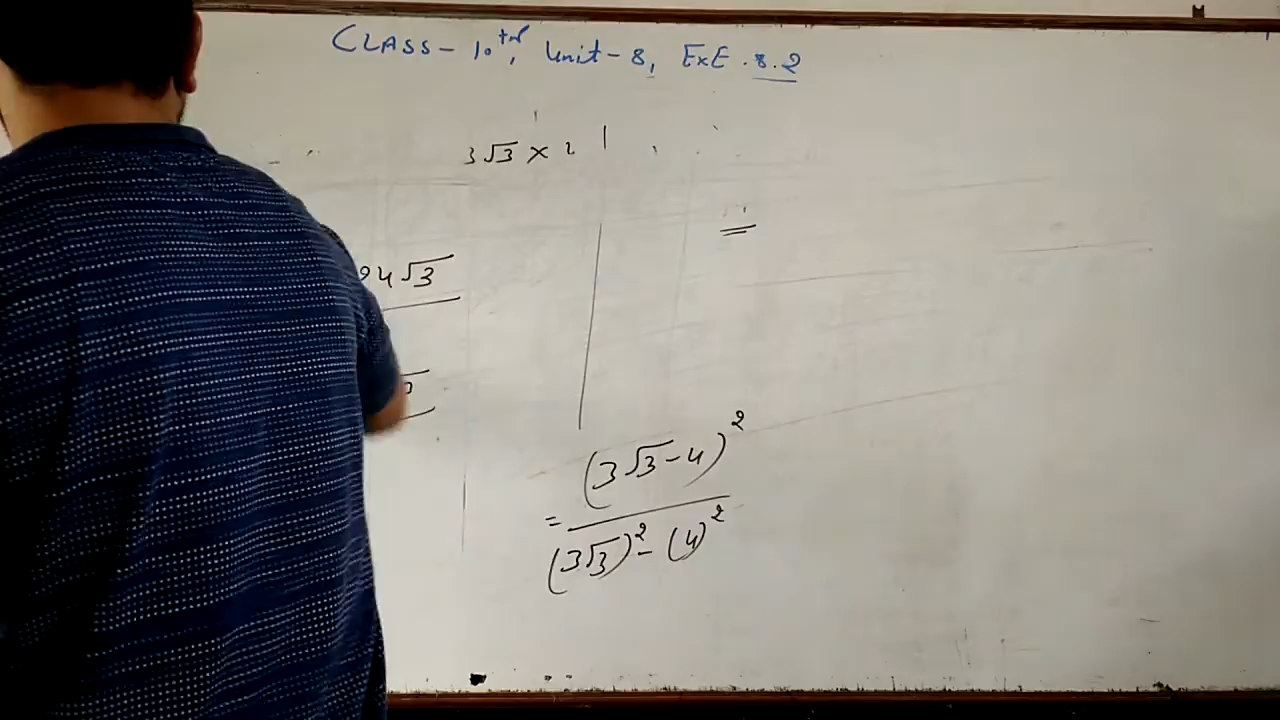 CLASS - 10th, Unit - 8, EXE . 8.2
3√3 × 2
24√3
(3√3 - 4)²
=
(3√3)² - (4)²